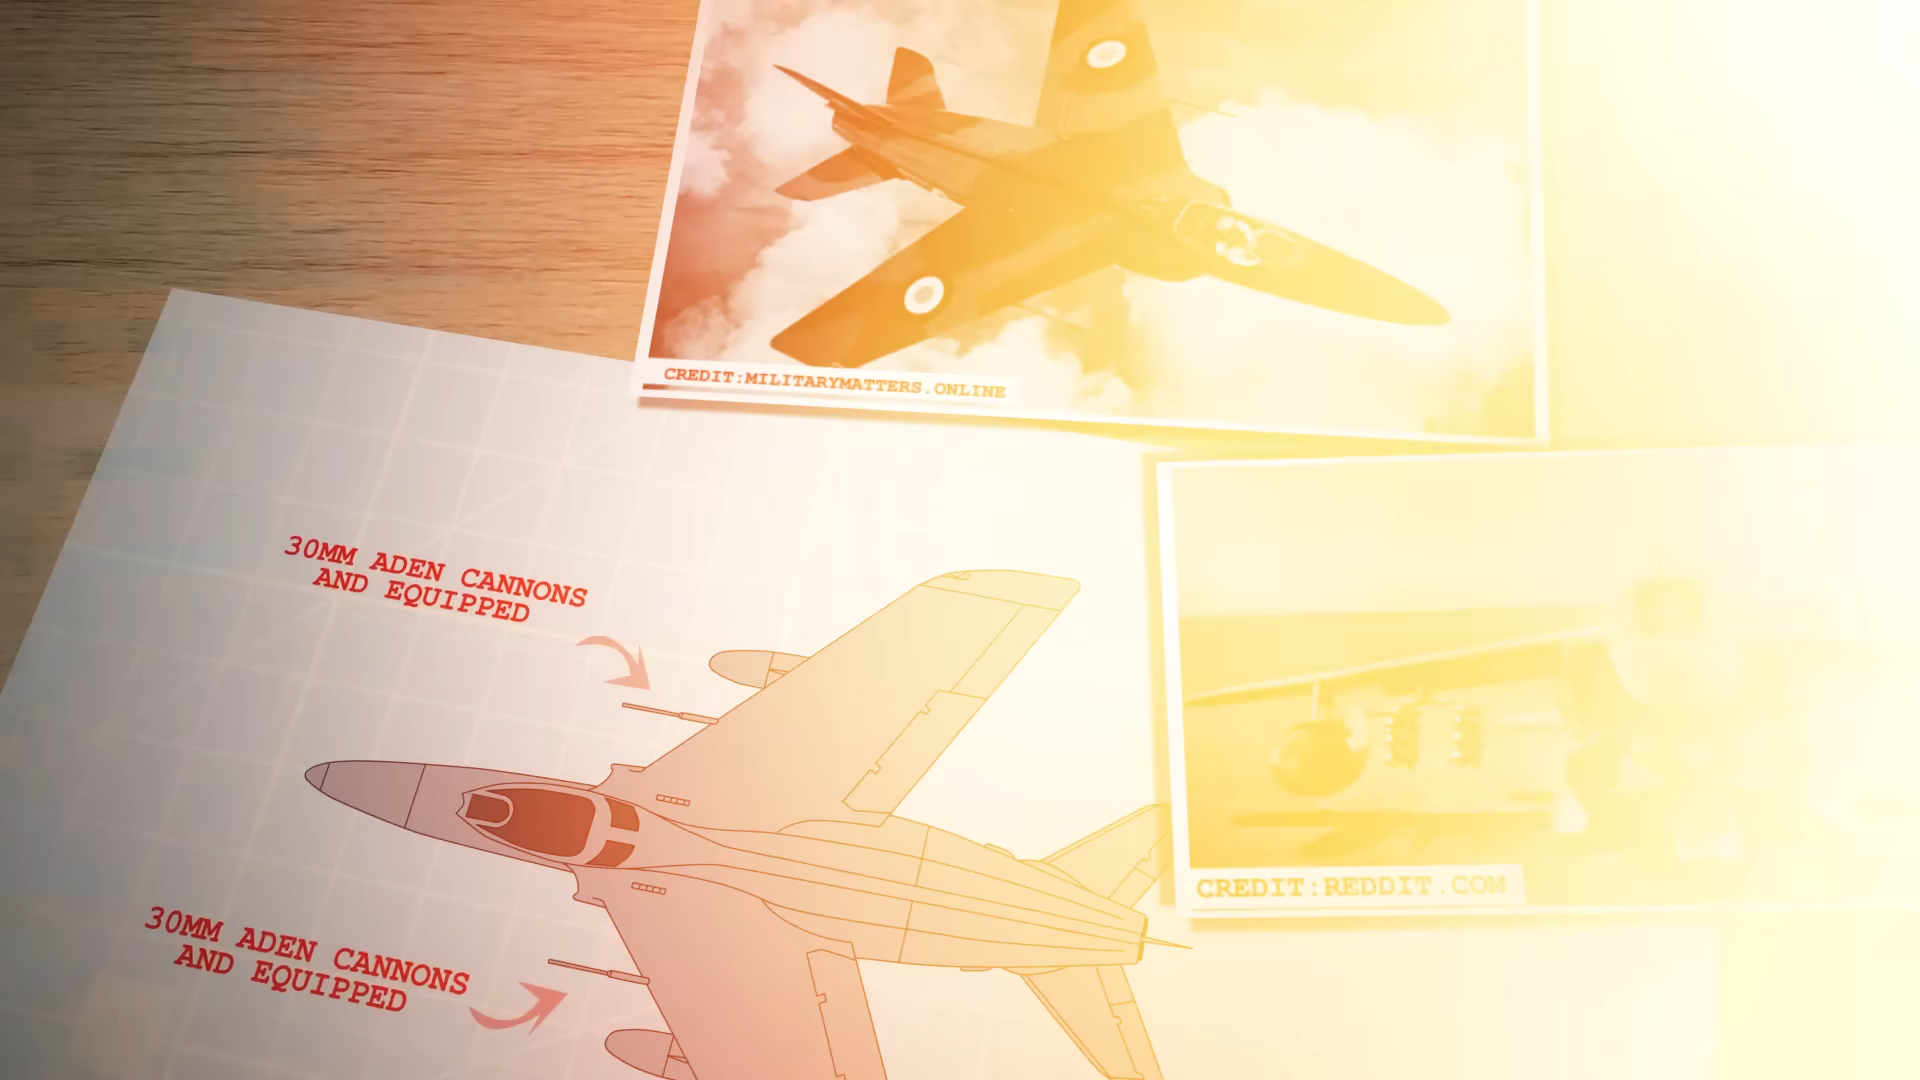 CREDIT:MILITARYMATTERS.ONLINE
30MM ADEN CANNONS
AND EQUIPPED
CREDIT:REDDIT.COM
30MM ADEN CANNONS
AND EQUIPPED